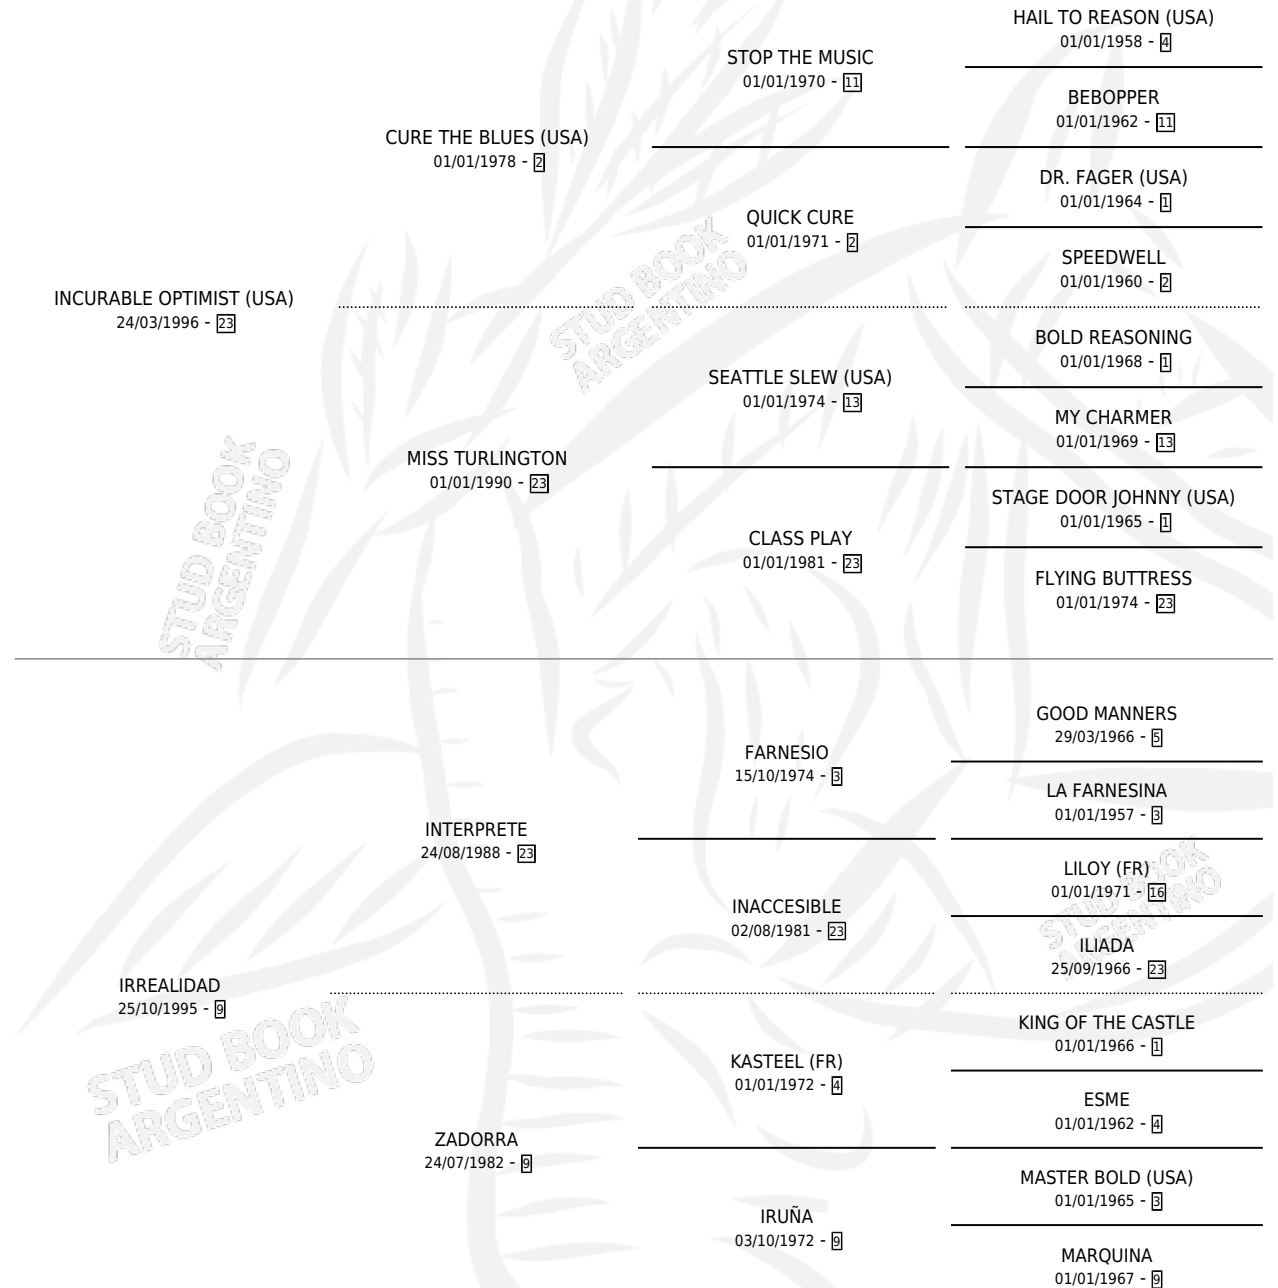 HAIL TO REASON (USA)
01/01/1958 - 4
STOP THE MUSIC
01/01/1970 - 11
BEBOPPER
01/01/1962 - 11
CURE THE BLUES (USA)
01/01/1978 - 2
DR. FAGER (USA)
01/01/1964 - 1
QUICK CURE
01/01/1971 - 2
SPEEDWELL
01/01/1960 - 2
INCURABLE OPTIMIST (USA)
24/03/1996 - 23
BOLD REASONING
01/01/1968 - 1
SEATTLE SLEW (USA)
01/01/1974 - 13
MY CHARMER
01/01/1969 - 13
MISS TURLINGTON
01/01/1990 - 23
STAGE DOOR JOHNNY (USA)
01/01/1965 - 1
CLASS PLAY
01/01/1981 - 23
FLYING BUTTRESS
01/01/1974 - 23
GOOD MANNERS
29/03/1966 - 5
FARNESIO
15/10/1974 - 3
LA FARNESINA
01/01/1957 - 3
INTERPRETE
24/08/1988 - 23
LILOY (FR)
01/01/1971 - 16
INACCESIBLE
02/08/1981 - 23
ILIADA
25/09/1966 - 23
IRREALIDAD
25/10/1995 - 9
KING OF THE CASTLE
01/01/1966 - 1
KASTEEL (FR)
01/01/1972 - 4
ESME
01/01/1962 - 4
ZADORRA
24/07/1982 - 9
MASTER BOLD (USA)
01/01/1965 - 3
IRUÑA
03/10/1972 - 9
MARQUINA
01/01/1967 - 9
STUD BOOK
ARGENTINO
STUD BOOK
ARGENTINO
STUD BOOK
ARGENTINO
STUD BOOK
ARGENTINO